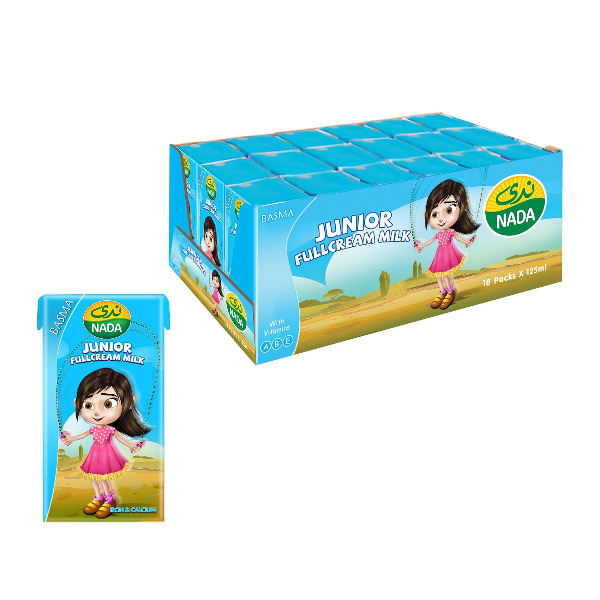 BASMA
JUNIOR
FULLCREAM MILK
ندى
NADA
18 Packs X 125ml
With
Vitamins
A B E
BASMA
ندى
NADA
JUNIOR
FULLCREAM MILK
IRON & CALCIUM